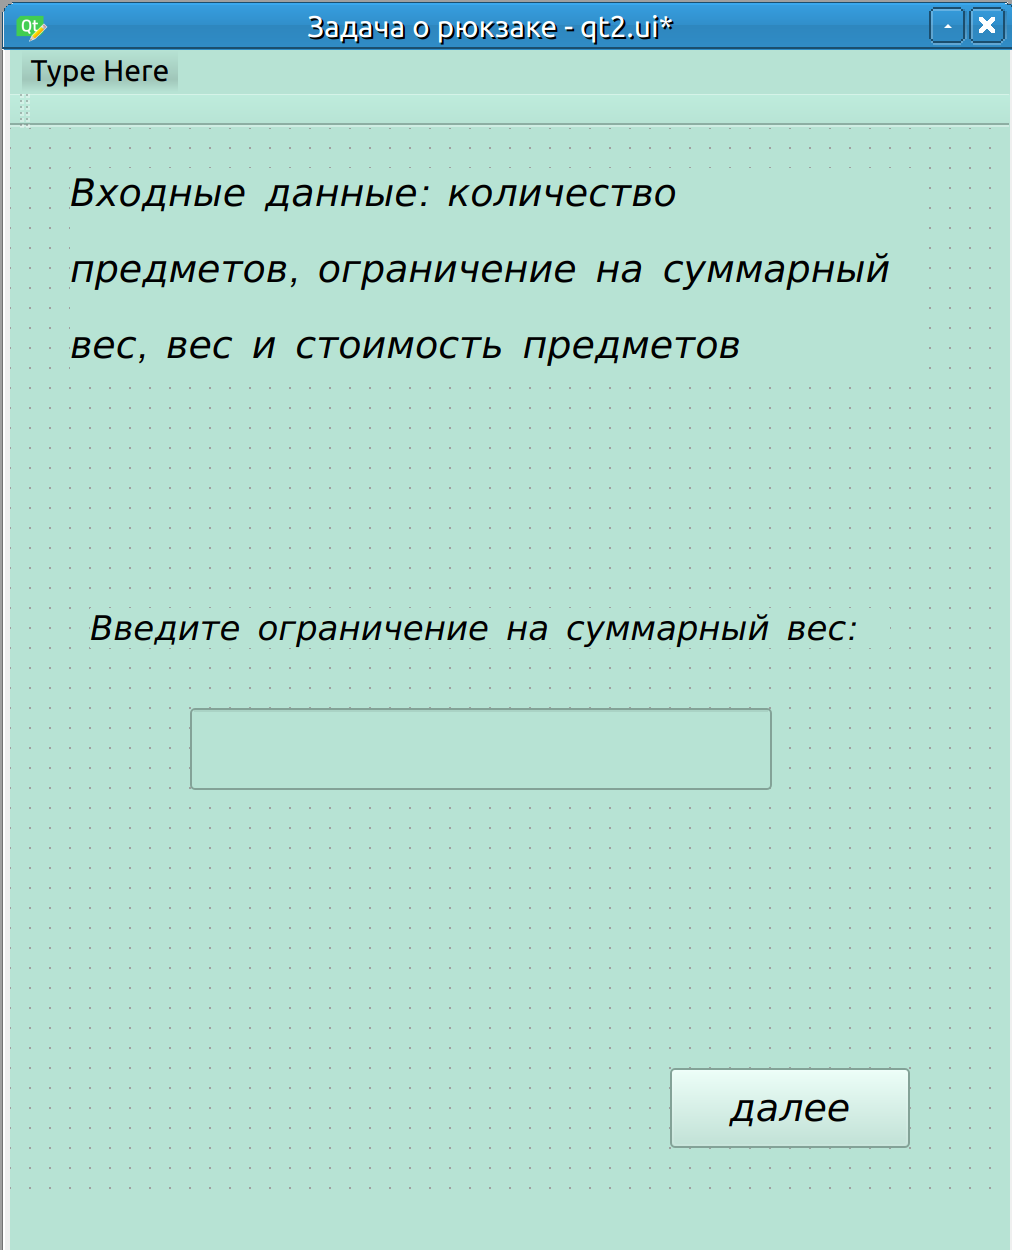 Qt
Задача о рюкзаке - qt2.ui*
Type Here
Входные данные: количество
предметов, ограничение на суммарный
вес, вес и стоимость предметов
Введите ограничение на суммарный вес:
далее